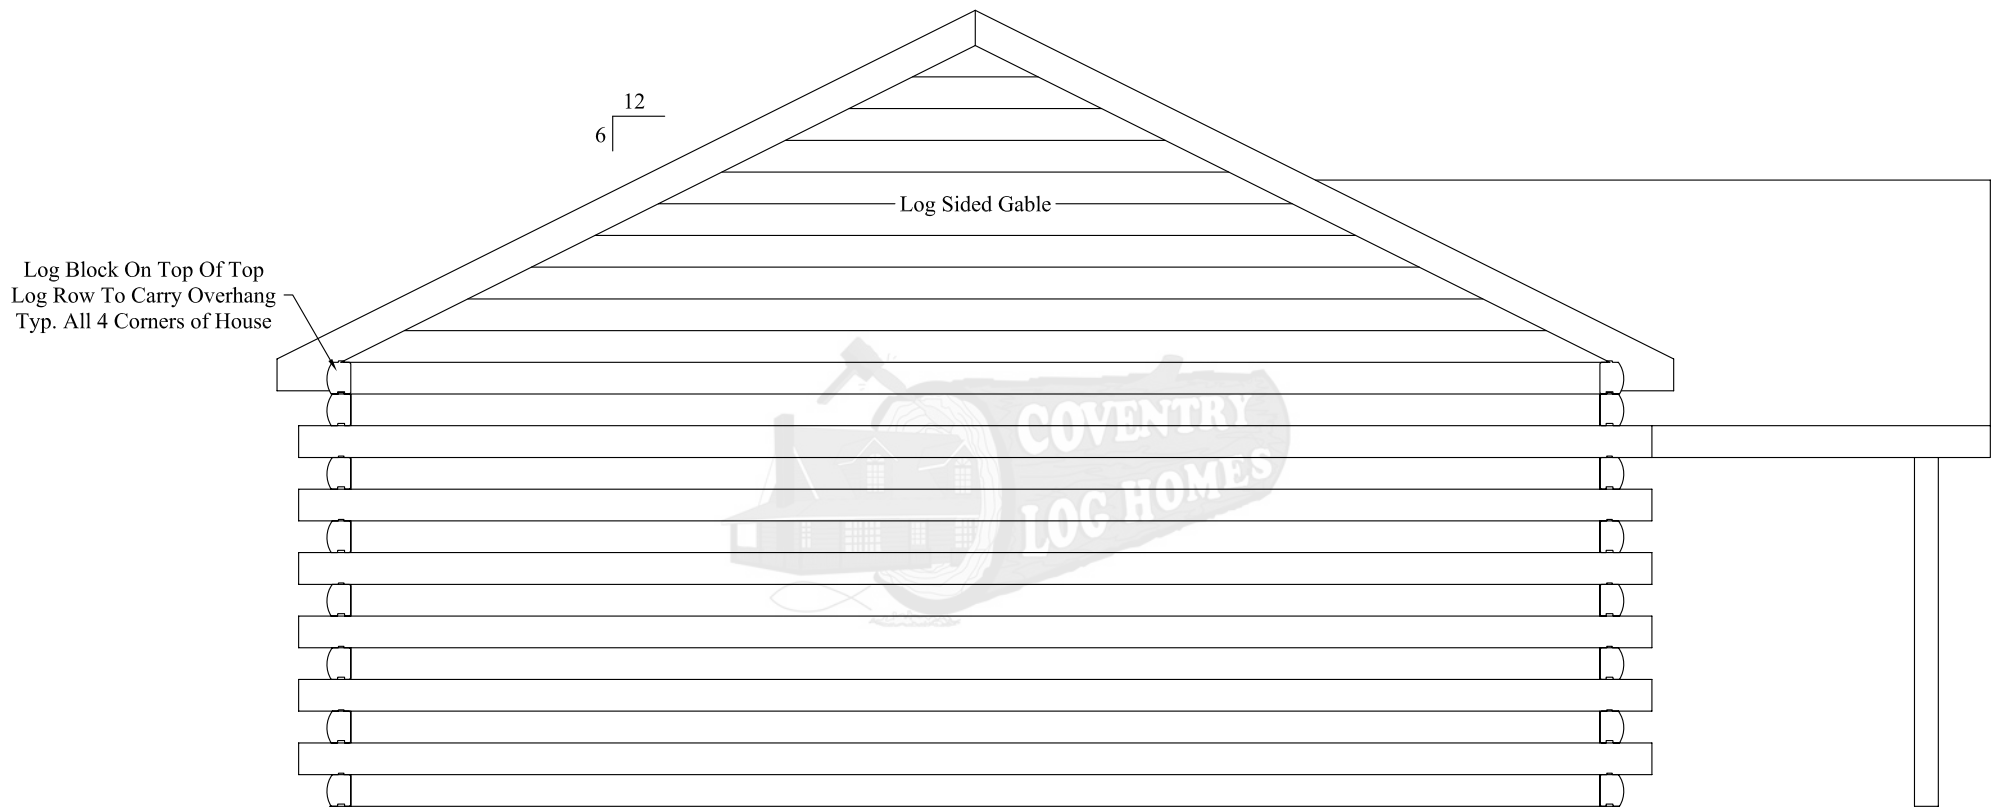 12
6
Log Sided Gable
Log Block On Top Of Top
Log Row To Carry Overhang
Typ. All 4 Corners of House
COVENTRY
LOG HOMES